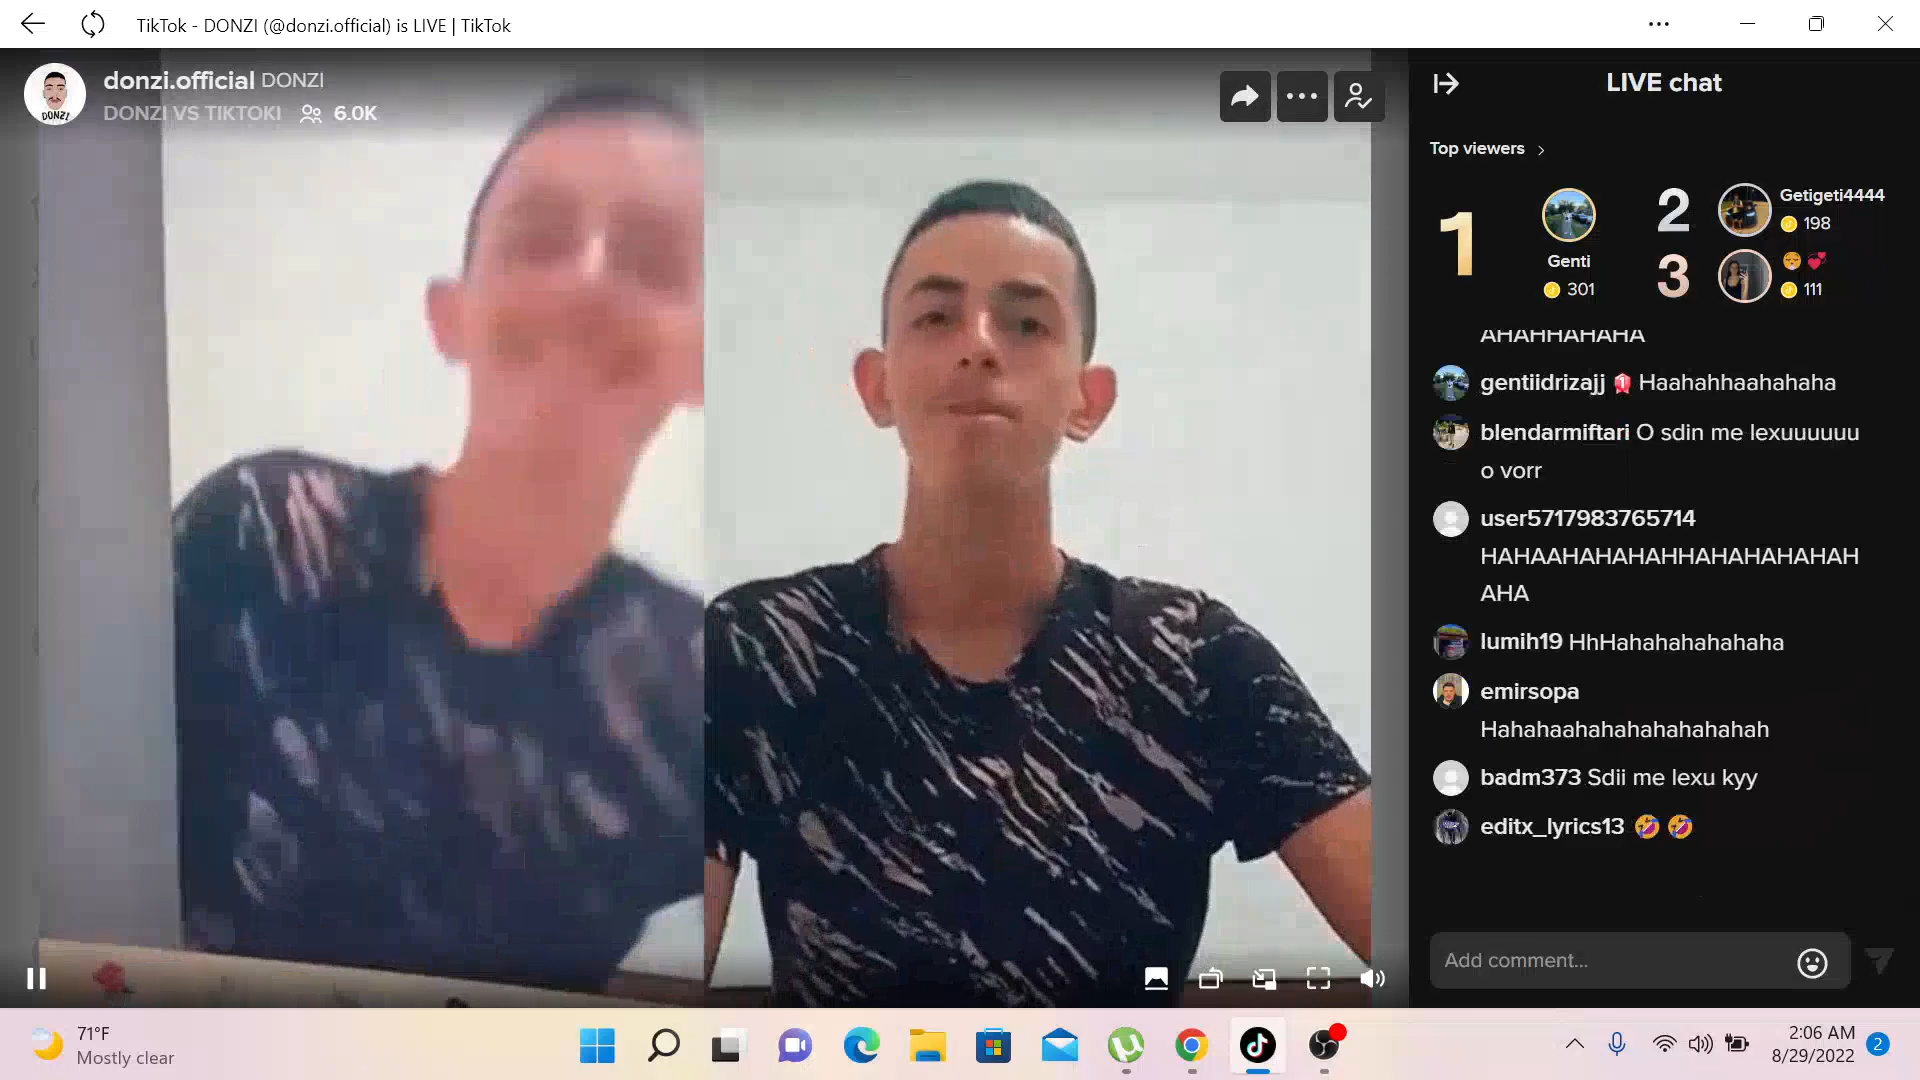 TikTok - DONZI (@donzi.official) is LIVE | TikTok
donzi.official DONZI
DONZI VS TIKTOKI 6.0K
DONZI
LIVE chat
Top viewers >
1
Genti
301
2
Getigeti4444
198
3
😴 💞
111
AHAHHAHAHA
gentiidrizajj 1 Haahahhaahahaha
blendarmiftari O sdin me lexuuuuuu
o vorr
user5717983765714
HAHAAHAHAHAHHAHAHAHAHAH
AHA
lumih19 HhHahahahahahaha
emirsopa
Hahahaahahahahahahahah
badm373 Sdii me lexu kyy
editx_lyrics13 🤣 🤣
Add comment...
71°F
Mostly clear
2:06 AM
8/29/2022
2